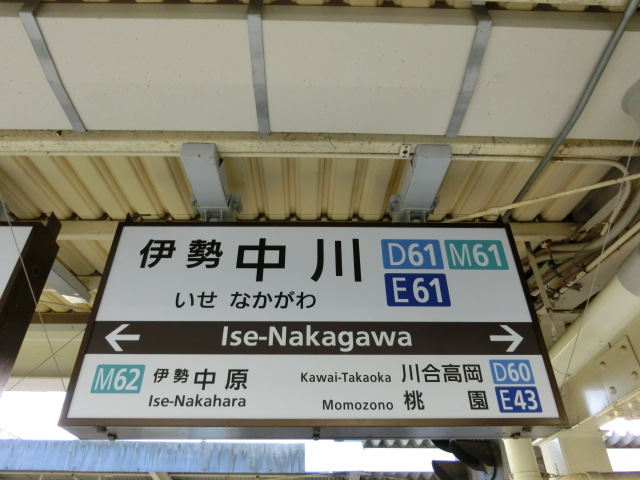 伊勢中川 D61 M61
いせ なかがわ E61
← Ise-Nakagawa →
M62 伊勢中原 Kawai-Takaoka 川合高岡 D60
Ise-Nakahara Momozono 桃園 E43